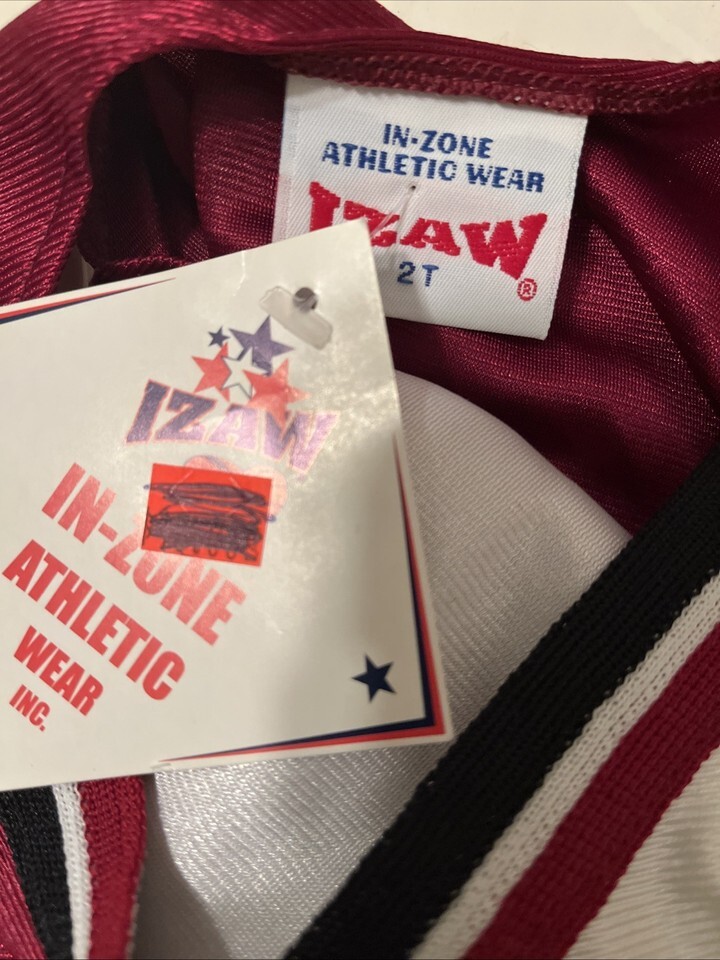 IN-ZONE
ATHLETIC WEAR
IZAW
®
2T
IZAW
IN-ZONE
ATHLETIC
WEAR
INC.